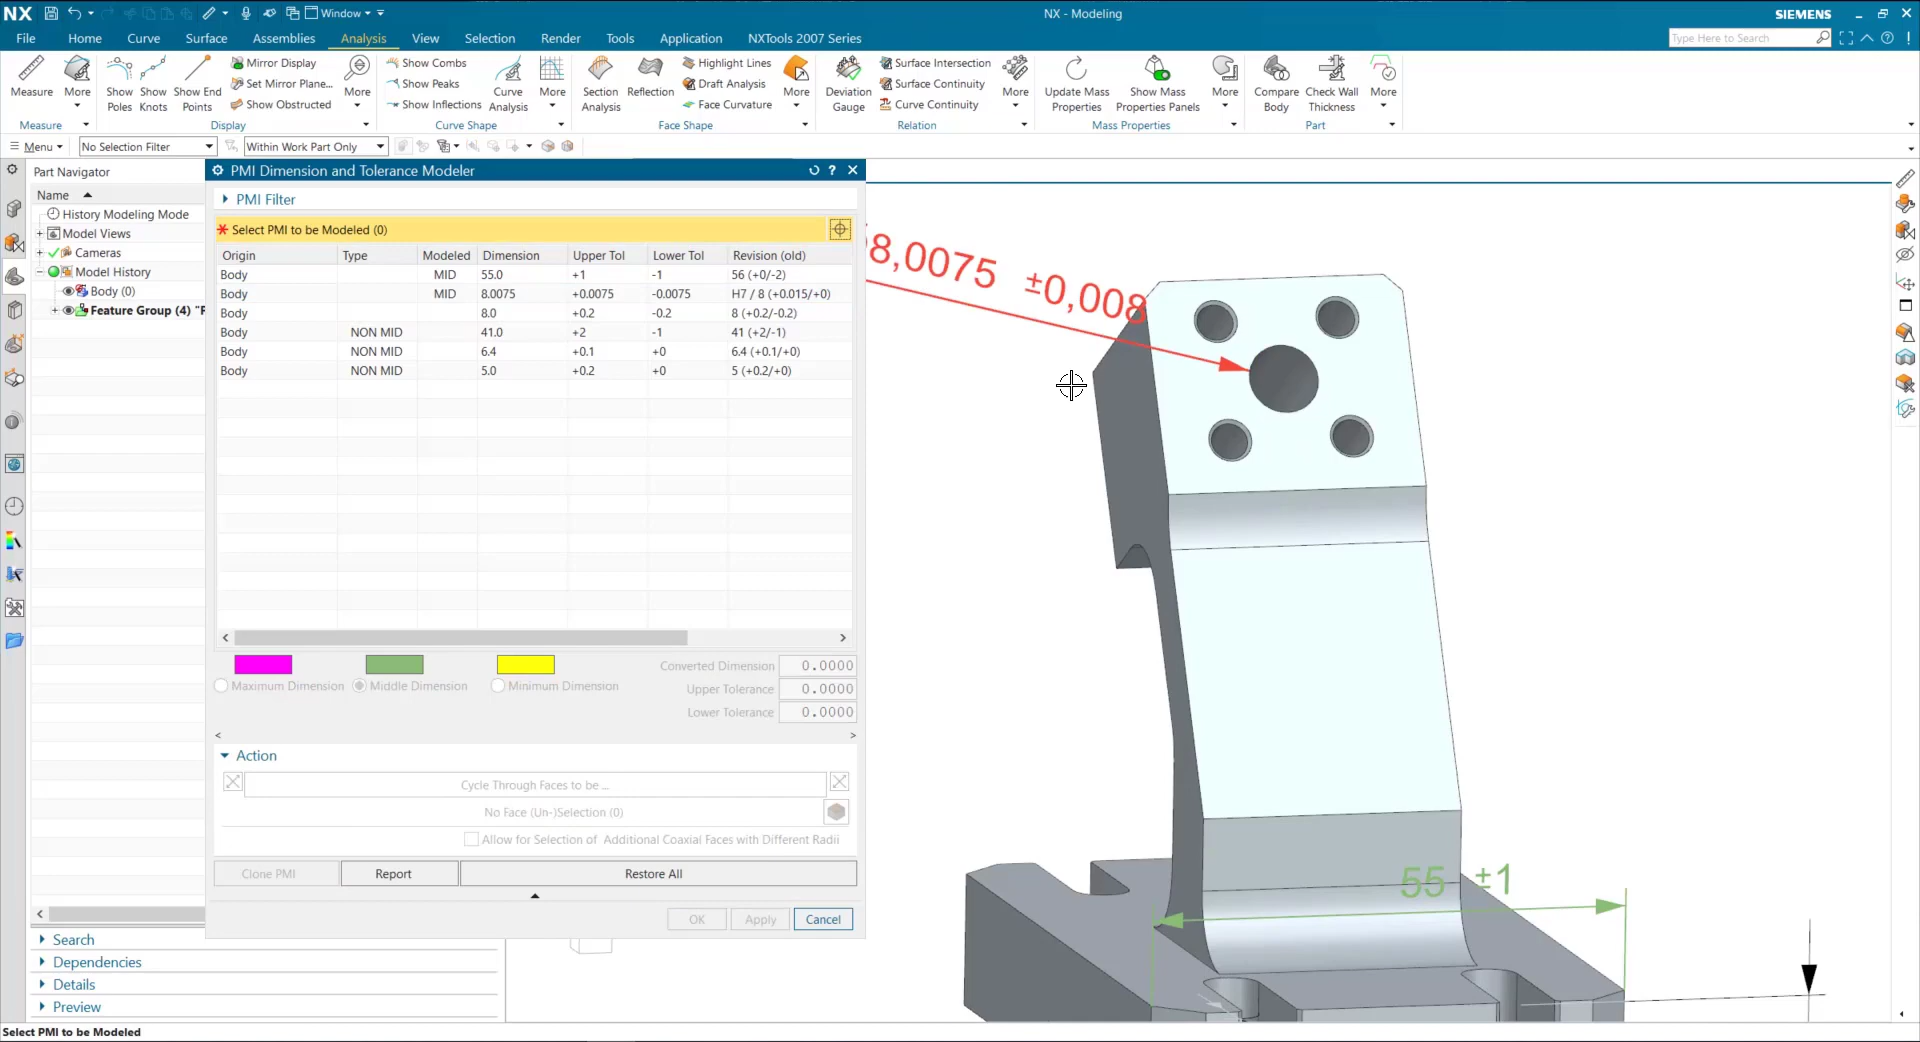 NX Window NX - Modeling SIEMENS
File Home Curve Surface Assemblies Analysis View Selection Render Tools Application NXTools 2007 Series Type Here to Search
Measure More Show Poles Show Knots Show End Points Mirror Display Set Mirror Plane... Show Obstructed More Show Combs Show Peaks Show Inflections Curve Analysis More Section Analysis Reflection Highlight Lines Draft Analysis Face Curvature More Deviation Gauge Surface Intersection Surface Continuity Curve Continuity More Update Mass Properties Show Mass Properties Panels More Compare Body Check Wall Thickness More
Measure Display Curve Shape Face Shape Relation Mass Properties Part
Menu No Selection Filter Within Work Part Only
Part Navigator
Name
History Modeling Mode
Model Views
Cameras
Model History
Body (0)
Feature Group (4) "F
Search
Dependencies
Details
Preview
PMI Dimension and Tolerance Modeler
PMI Filter
* Select PMI to be Modeled (0)
Origin Type Modeled Dimension Upper Tol Lower Tol Revision (old)
Body MID 55.0 +1 -1 56 (+0/-2)
Body MID 8.0075 +0.0075 -0.0075 H7 / 8 (+0.015/+0)
Body 8.0 +0.2 -0.2 8 (+0.2/-0.2)
Body NON MID 41.0 +2 -1 41 (+2/-1)
Body NON MID 6.4 +0.1 +0 6.4 (+0.1/+0)
Body NON MID 5.0 +0.2 +0 5 (+0.2/+0)
Maximum Dimension Middle Dimension Minimum Dimension
Converted Dimension 0.0000
Upper Tolerance 0.0000
Lower Tolerance 0.0000
Action
Cycle Through Faces to be ...
No Face (Un-)Selection (0)
Allow for Selection of Additional Coaxial Faces with Different Radii
Clone PMI Report Restore All
OK Apply Cancel
8,0075 ±0,008
55 ±1
Select PMI to be Modeled